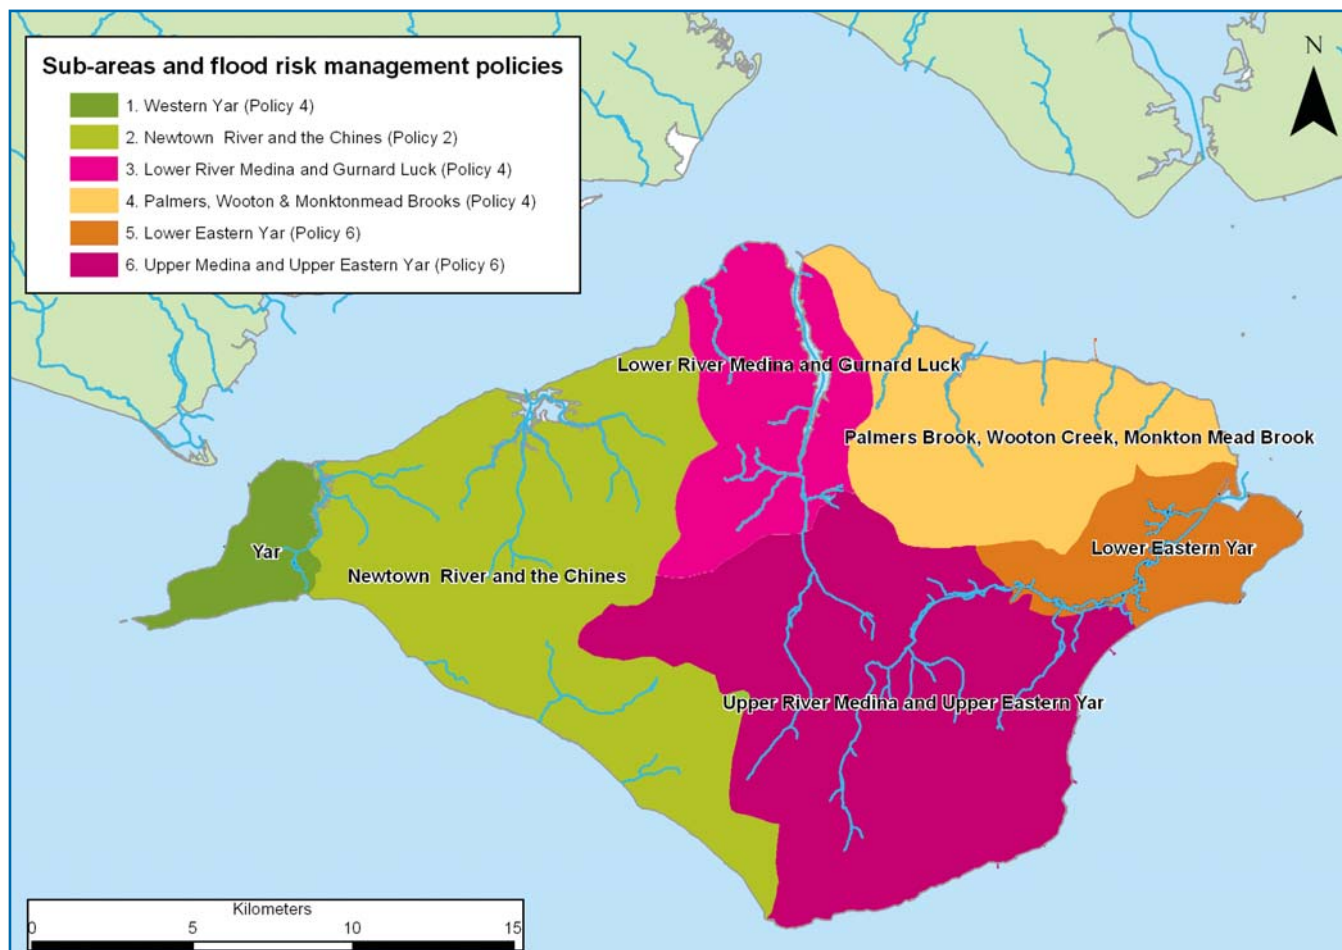 Sub-areas and flood risk management policies
1. Western Yar (Policy 4)
2. Newtown River and the Chines (Policy 2)
3. Lower River Medina and Gurnard Luck (Policy 4)
4. Palmers, Wooton & Monktonmead Brooks (Policy 4)
5. Lower Eastern Yar (Policy 6)
6. Upper Medina and Upper Eastern Yar (Policy 6)
N
Lower River Medina and Gurnard Luck
Palmers Brook, Wooton Creek, Monkton Mead Brook
Yar
Lower Eastern Yar
Newtown River and the Chines
Upper River Medina and Upper Eastern Yar
Kilometers
0 5 10 15